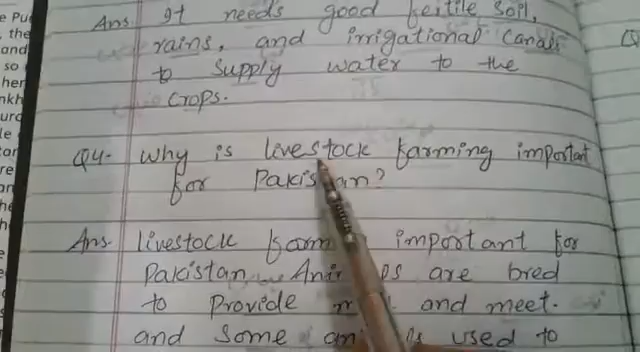 Ans. It needs good fertile soil,
rains, and irrigational canals
to supply water to the
crops.
Q4- Why is livestock farming important
for Pakistan?
Ans. livestock important for
Pakistan. are bred
to Provide and meet.
and some used to